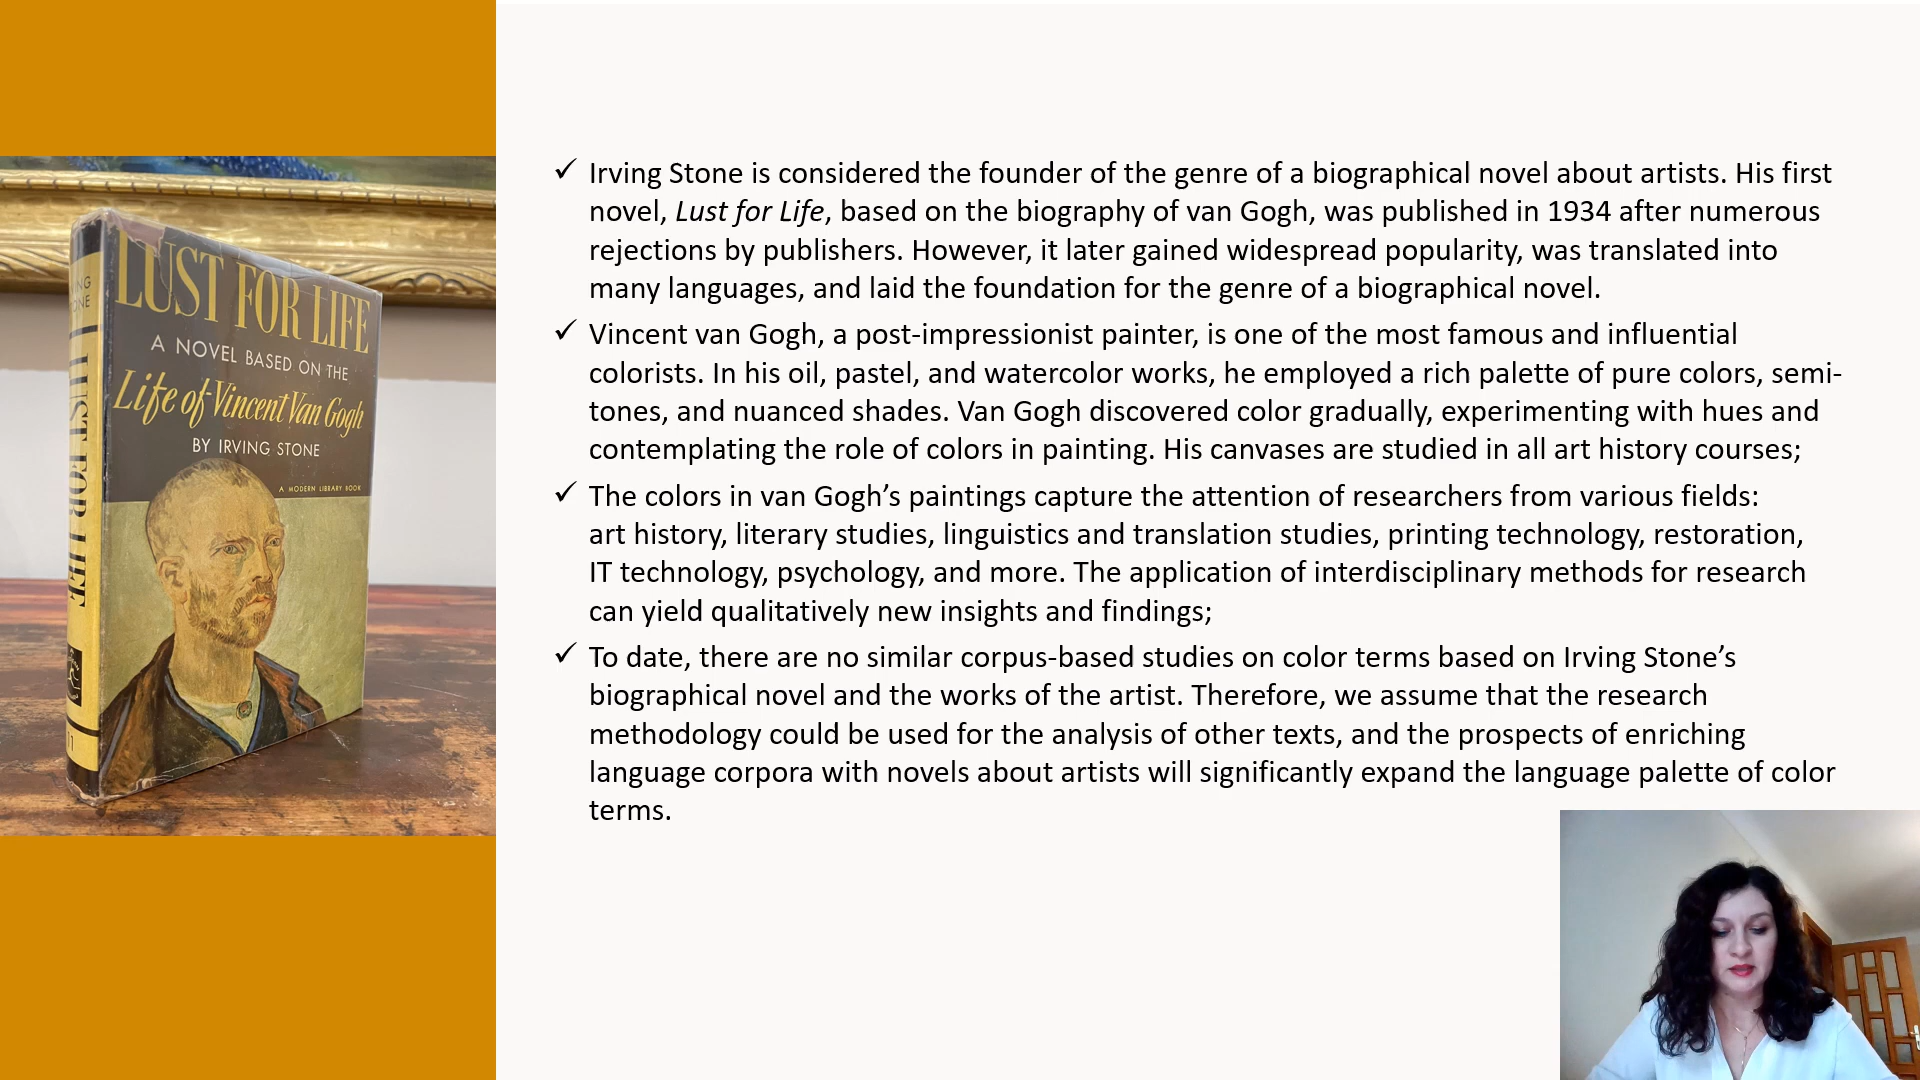 LUST FOR LIFE
A NOVEL BASED ON THE
Life of Vincent Van Gogh
BY IRVING STONE
A MODERN LIBRARY BOOK
LUST FOR LIFE
✓ Irving Stone is considered the founder of the genre of a biographical novel about artists. His first
novel, Lust for Life, based on the biography of van Gogh, was published in 1934 after numerous
rejections by publishers. However, it later gained widespread popularity, was translated into
many languages, and laid the foundation for the genre of a biographical novel.
✓ Vincent van Gogh, a post-impressionist painter, is one of the most famous and influential
colorists. In his oil, pastel, and watercolor works, he employed a rich palette of pure colors, semi-
tones, and nuanced shades. Van Gogh discovered color gradually, experimenting with hues and
contemplating the role of colors in painting. His canvases are studied in all art history courses;
✓ The colors in van Gogh’s paintings capture the attention of researchers from various fields:
art history, literary studies, linguistics and translation studies, printing technology, restoration,
IT technology, psychology, and more. The application of interdisciplinary methods for research
can yield qualitatively new insights and findings;
✓ To date, there are no similar corpus-based studies on color terms based on Irving Stone’s
biographical novel and the works of the artist. Therefore, we assume that the research
methodology could be used for the analysis of other texts, and the prospects of enriching
language corpora with novels about artists will significantly expand the language palette of color
terms.